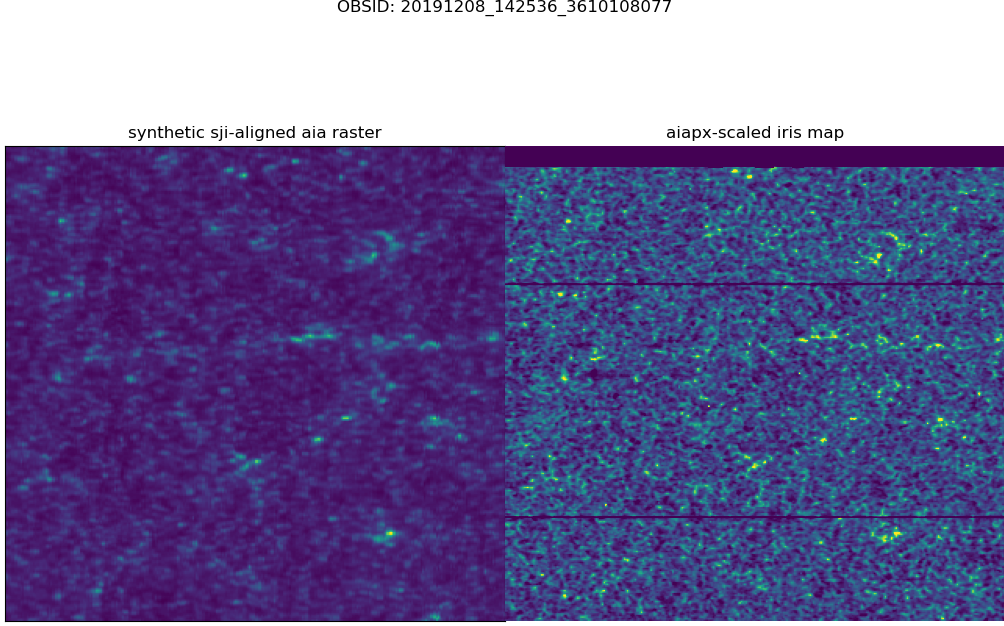 OBSID: 20191208_142536_3610108077
synthetic sji-aligned aia raster
aiapx-scaled iris map